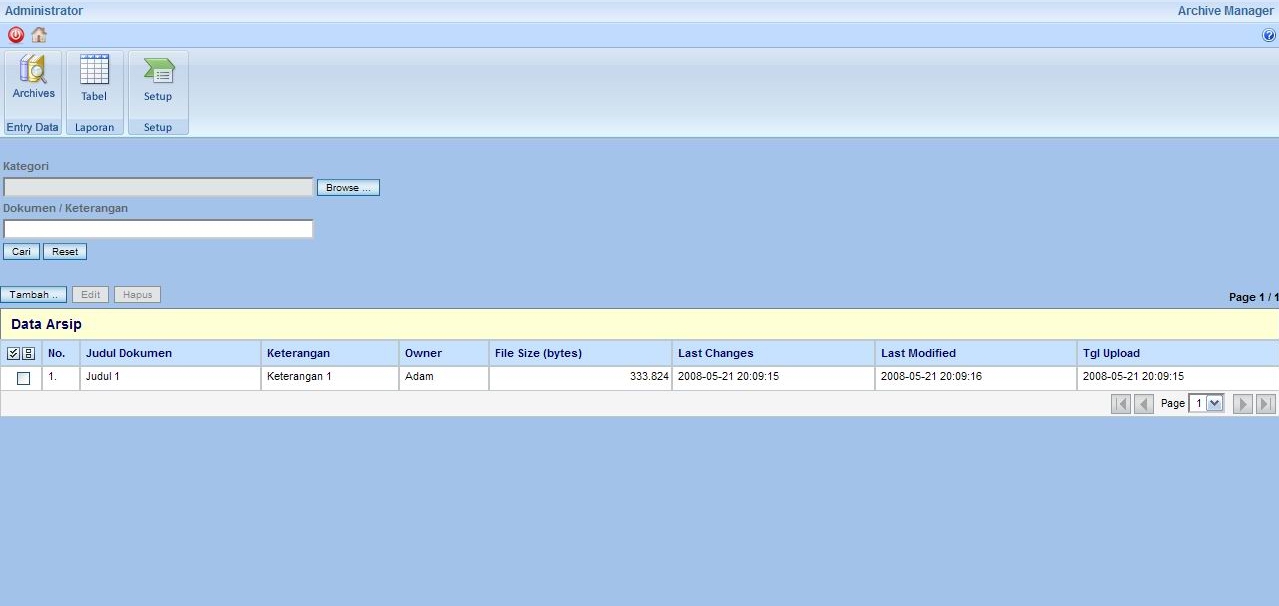 Administrator Archive Manager
Archives Tabel Setup
Entry Data Laporan Setup
Kategori
Browse ...
Dokumen / Keterangan
Cari Reset
Tambah .. Edit Hapus Page 1 / 1
Data Arsip
No. Judul Dokumen Keterangan Owner File Size (bytes) Last Changes Last Modified Tgl Upload
1. Judul 1 Keterangan 1 Adam 333.824 2008-05-21 20:09:15 2008-05-21 20:09:16 2008-05-21 20:09:15
Page 1